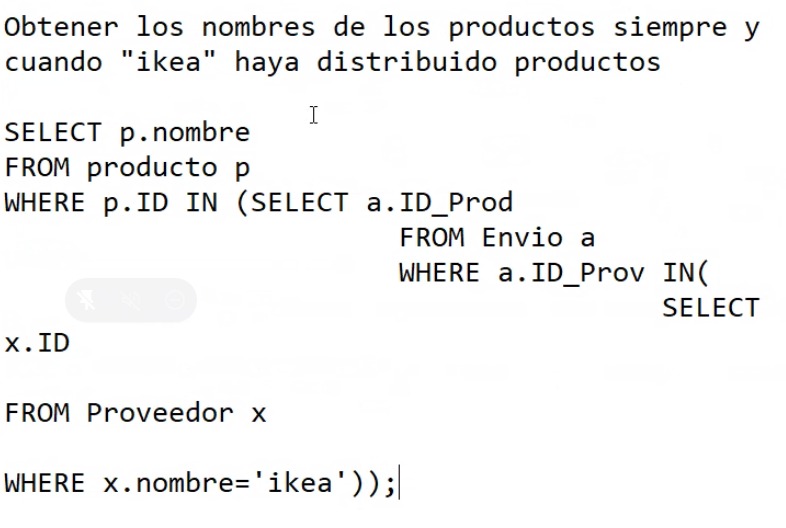 Obtener los nombres de los productos siempre y
cuando "ikea" haya distribuido productos
SELECT p.nombre
FROM producto p
WHERE p.ID IN (SELECT a.ID_Prod
FROM Envio a
WHERE a.ID_Prov IN(
SELECT
x.ID
FROM Proveedor x
WHERE x.nombre='ikea'));